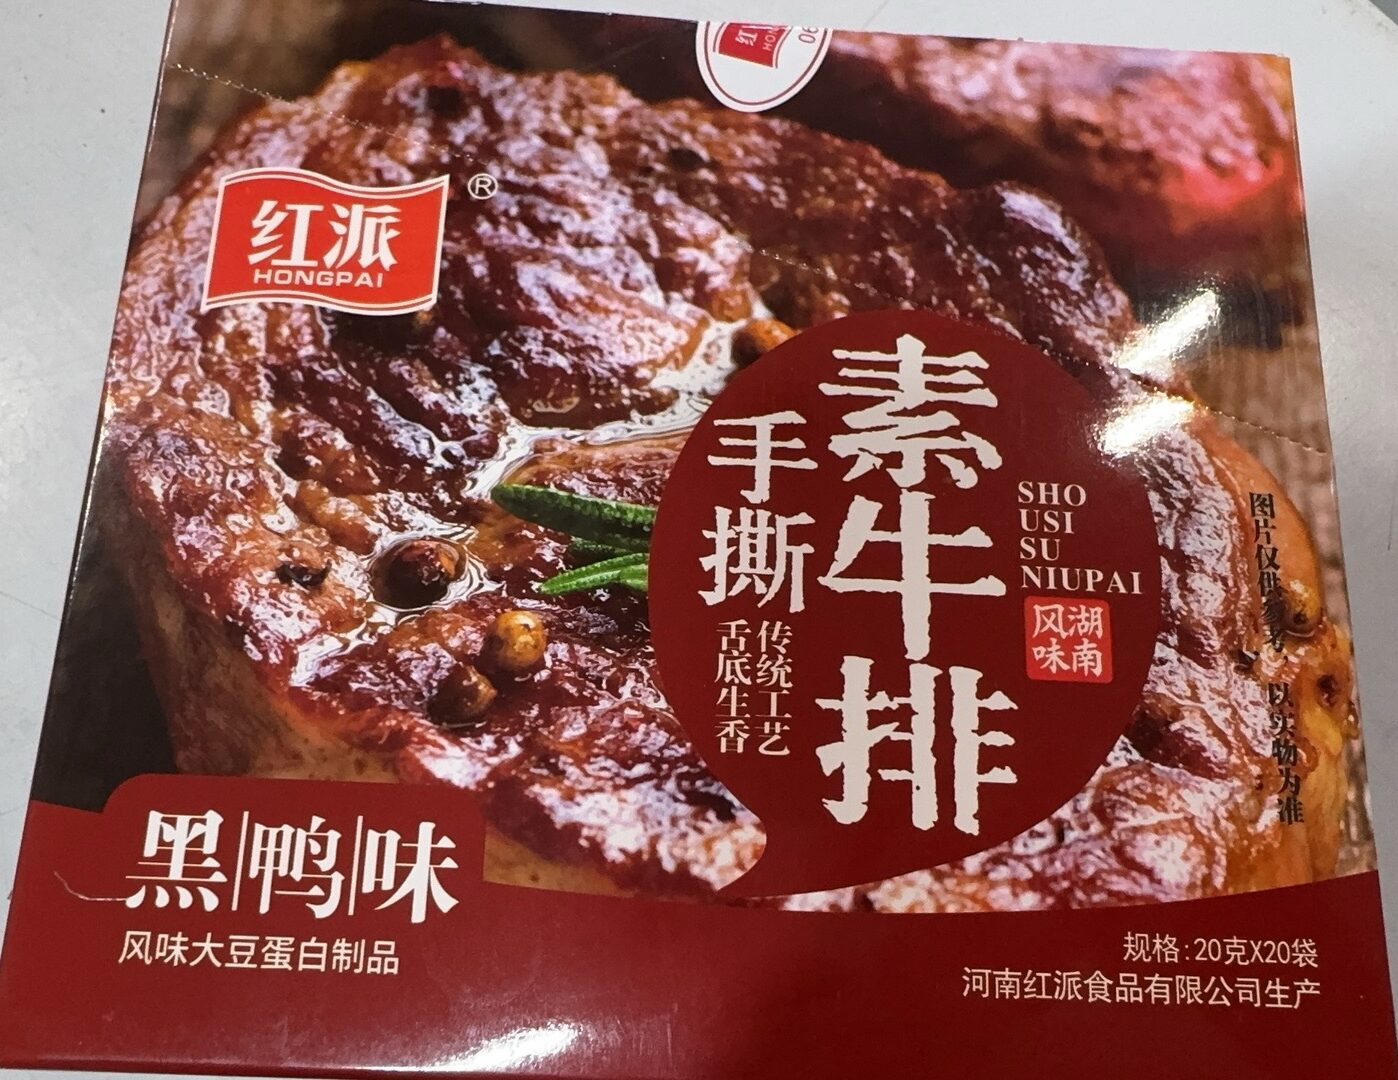 红派
HONGPAI
®
红
HON
06
素牛排
手撕
传统工艺
舌底生香
SHO
USI
SU
NIUPAI
湖南
风味
图片仅供参考，以实物为准
黑|鸭|味
风味大豆蛋白制品
规格:20克X20袋
河南红派食品有限公司生产